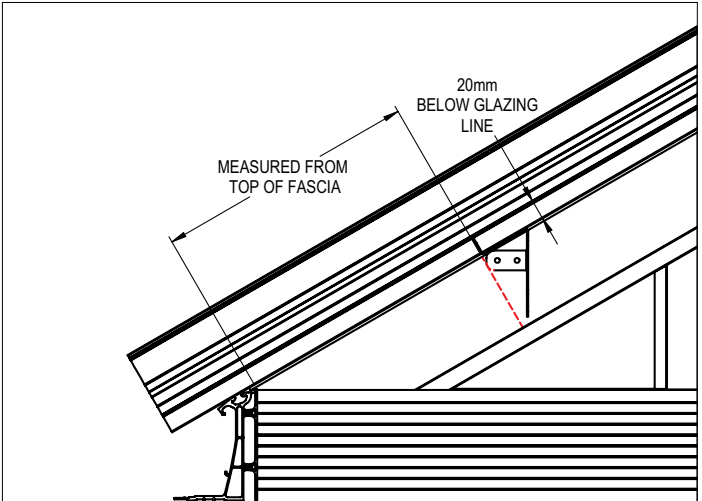 20mm
BELOW GLAZING
LINE
MEASURED FROM
TOP OF FASCIA